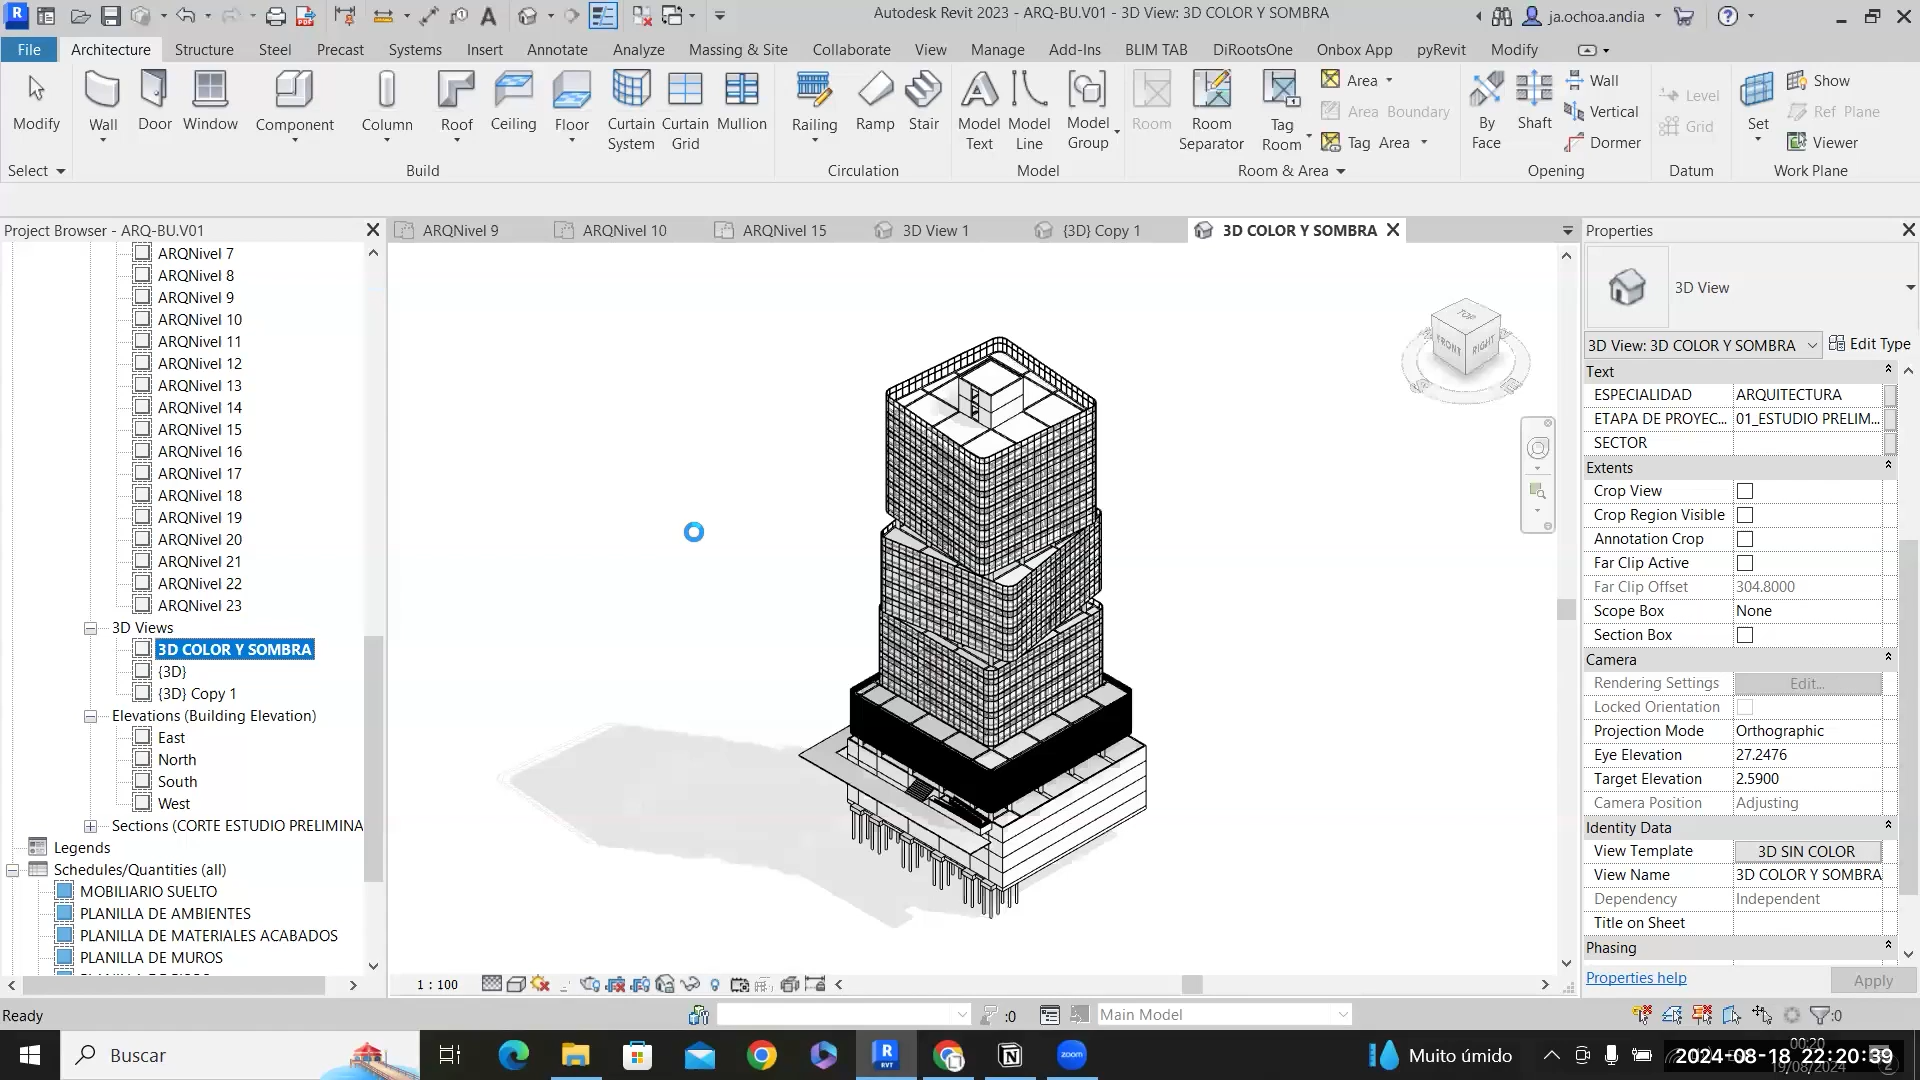 Autodesk Revit 2023 - ARQ-BU.V01 - 3D View: 3D COLOR Y SOMBRA
ja.ochoa.andia
File Architecture Structure Steel Precast Systems Insert Annotate Analyze Massing & Site Collaborate View Manage Add-Ins BLIM TAB DiRootsOne Onbox App pyRevit Modify
Modify
Wall
Door
Window
Component
Column
Roof
Ceiling
Floor
Curtain System
Curtain Grid
Mullion
Railing
Ramp
Stair
Model Text
Model Line
Model Group
Room
Room Separator
Tag Room
Area
Area Boundary
Tag Area
By Face
Shaft
Wall
Vertical
Dormer
Level
Grid
Set
Show
Ref Plane
Viewer
Select
Build
Circulation
Model
Room & Area
Opening
Datum
Work Plane
Project Browser - ARQ-BU.V01
ARQNivel 9
ARQNivel 10
ARQNivel 15
3D View 1
{3D} Copy 1
3D COLOR Y SOMBRA
ARQNivel 7
ARQNivel 8
ARQNivel 9
ARQNivel 10
ARQNivel 11
ARQNivel 12
ARQNivel 13
ARQNivel 14
ARQNivel 15
ARQNivel 16
ARQNivel 17
ARQNivel 18
ARQNivel 19
ARQNivel 20
ARQNivel 21
ARQNivel 22
ARQNivel 23
3D Views
3D COLOR Y SOMBRA
{3D}
{3D} Copy 1
Elevations (Building Elevation)
East
North
South
West
Sections (CORTE ESTUDIO PRELIMINA
Legends
Schedules/Quantities (all)
MOBILIARIO SUELTO
PLANILLA DE AMBIENTES
PLANILLA DE MATERIALES ACABADOS
PLANILLA DE MUROS
TOP
FRONT
RIGHT
Properties
3D View
3D View: 3D COLOR Y SOMBRA
Edit Type
Text
ESPECIALIDAD ARQUITECTURA
ETAPA DE PROYEC... 01_ESTUDIO PRELIM...
SECTOR
Extents
Crop View
Crop Region Visible
Annotation Crop
Far Clip Active
Far Clip Offset 304.8000
Scope Box None
Section Box
Camera
Rendering Settings Edit...
Locked Orientation
Projection Mode Orthographic
Eye Elevation 27.2476
Target Elevation 2.5900
Camera Position Adjusting
Identity Data
View Template 3D SIN COLOR
View Name 3D COLOR Y SOMBRA
Dependency Independent
Title on Sheet
Phasing
Properties help
Apply
1 : 100
Ready
:0
Main Model
:0
Buscar
zoom
Muito úmido
00:20
19/08/2024
2024-08-18 22:20:39